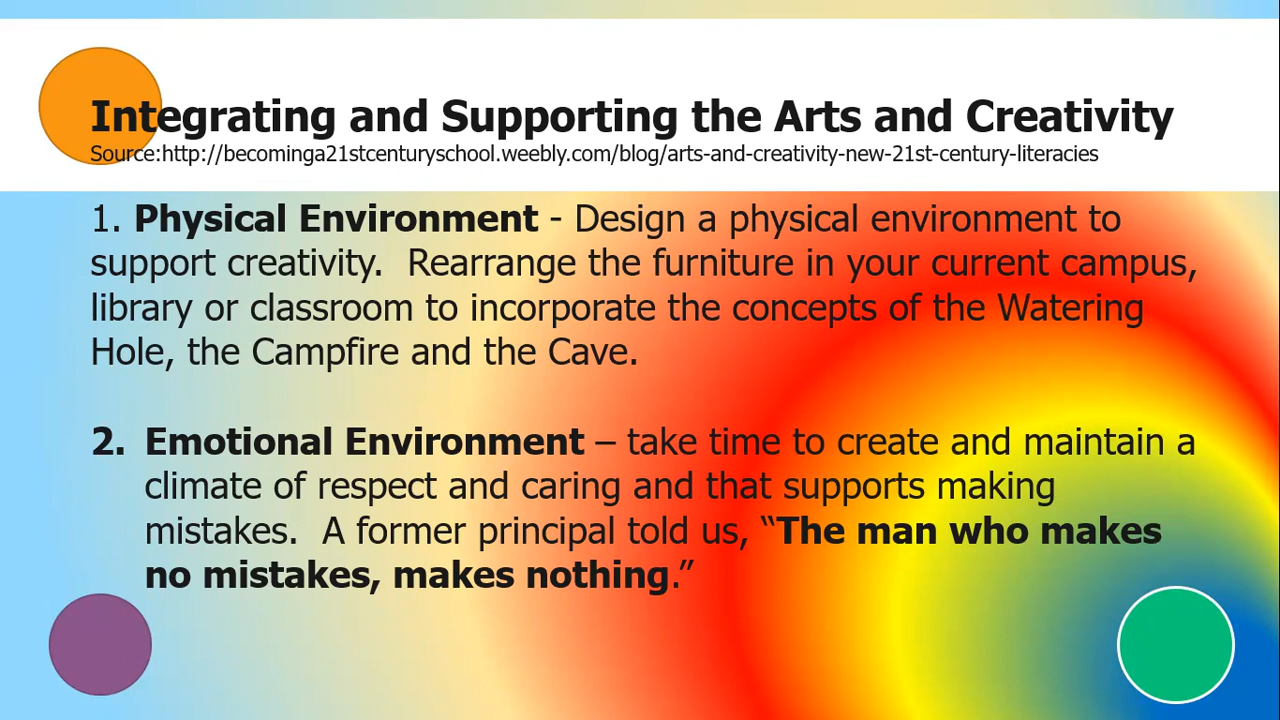 Integrating and Supporting the Arts and Creativity
Source:http://becominga21stcenturyschool.weebly.com/blog/arts-and-creativity-new-21st-century-literacies
1. Physical Environment - Design a physical environment to
support creativity.  Rearrange the furniture in your current campus,
library or classroom to incorporate the concepts of the Watering
Hole, the Campfire and the Cave.
2. Emotional Environment – take time to create and maintain a
climate of respect and caring and that supports making
mistakes.  A former principal told us, “The man who makes
no mistakes, makes nothing.”